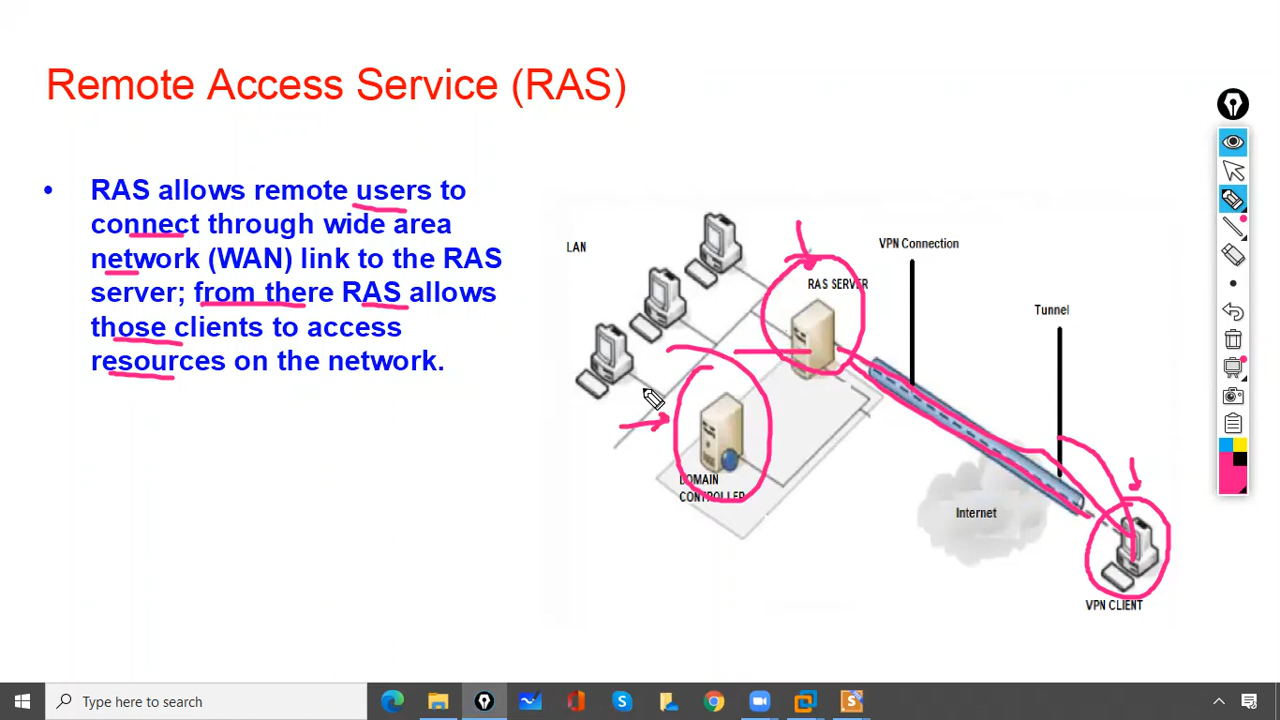 Remote Access Service (RAS)
• RAS allows remote users to
connect through wide area
network (WAN) link to the RAS
server; from there RAS allows
those clients to access
resources on the network.
LAN
VPN Connection
RAS SERVER
Tunnel
DOMAIN
CONTROLLER
Internet
VPN CLIENT
Type here to search